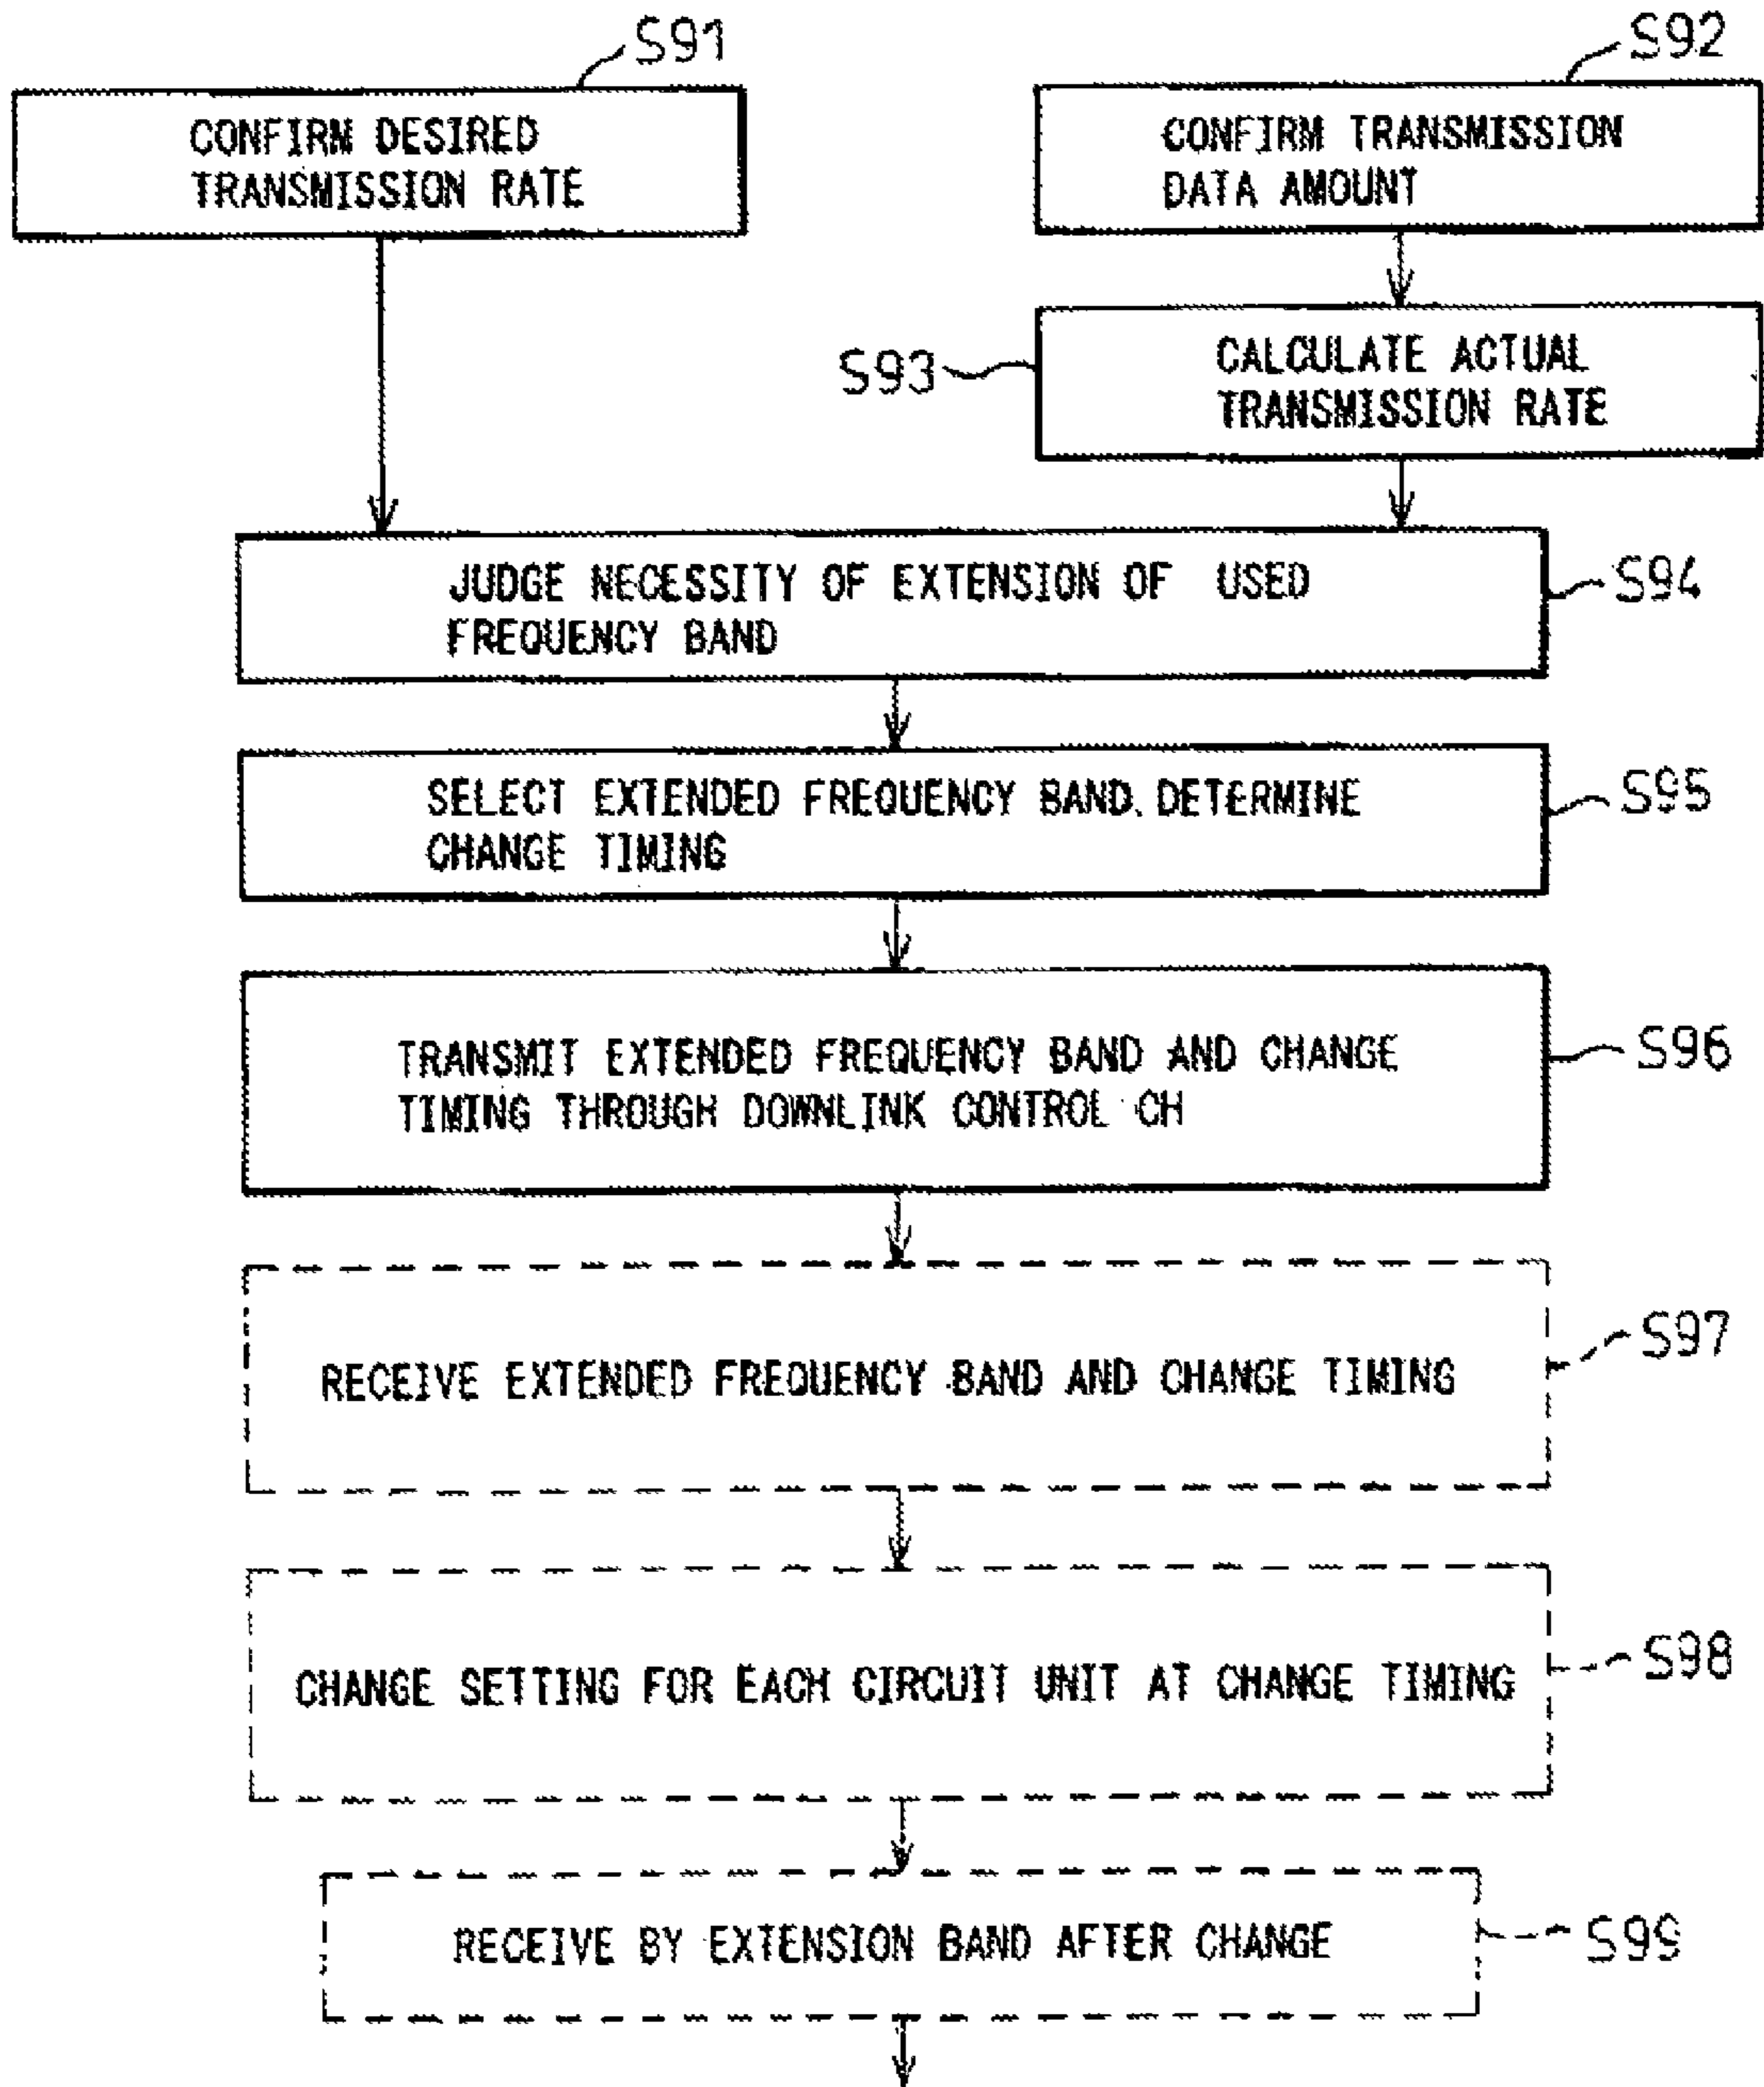 S91
CONFIRM DESIRED
TRANSMISSION RATE
S92
CONFIRM TRANSMISSION
DATA AMOUNT
S93
CALCULATE ACTUAL
TRANSMISSION RATE
JUDGE NECESSITY OF EXTENSION OF USED
FREQUENCY BAND
S94
SELECT EXTENDED FREQUENCY BAND, DETERMINE
CHANGE TIMING
S95
TRANSMIT EXTENDED FREQUENCY BAND AND CHANGE
TIMING THROUGH DOWNLINK CONTROL CH
S96
RECEIVE EXTENDED FREQUENCY BAND AND CHANGE TIMING
S97
CHANGE SETTING FOR EACH CIRCUIT UNIT AT CHANGE TIMING
S98
RECEIVE BY EXTENSION BAND AFTER CHANGE
S99